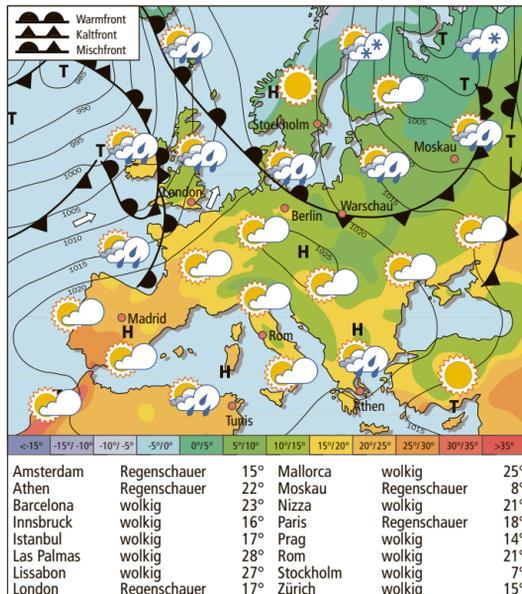 Warmfront
Kaltfront
Mischfront
T
T
T
T
T
T
T
H
H
H
H
H
985
990
995
1000
1005
1010
1015
1020
1015
1020
1025
1015
Stockholm
Moskau
London
Berlin
Warschau
Madrid
Rom
Tunis
Athen
<-15° -15°/-10° -10°/-5° -5°/0° 0°/5° 5°/10° 10°/15° 15°/20° 20°/25° 25°/30° 30°/35° >35°
Amsterdam Regenschauer 15° Mallorca wolkig 25°
Athen Regenschauer 22° Moskau Regenschauer 8°
Barcelona wolkig 23° Nizza wolkig 21°
Innsbruck wolkig 16° Paris Regenschauer 18°
Istanbul wolkig 17° Prag wolkig 14°
Las Palmas wolkig 28° Rom wolkig 21°
Lissabon wolkig 27° Stockholm wolkig 7°
London Regenschauer 17° Zürich wolkig 15°